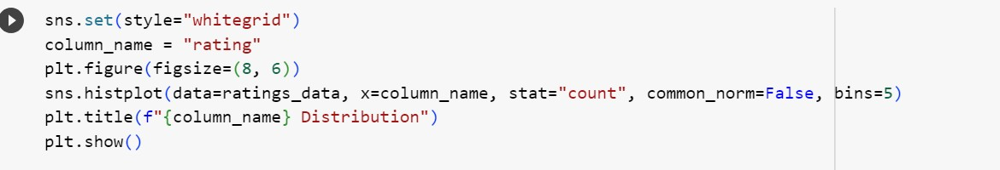 sns.set(style="whitegrid")
column_name = "rating"
plt.figure(figsize=(8, 6))
sns.histplot(data=ratings_data, x=column_name, stat="count", common_norm=False, bins=5)
plt.title(f"{column_name} Distribution")
plt.show()